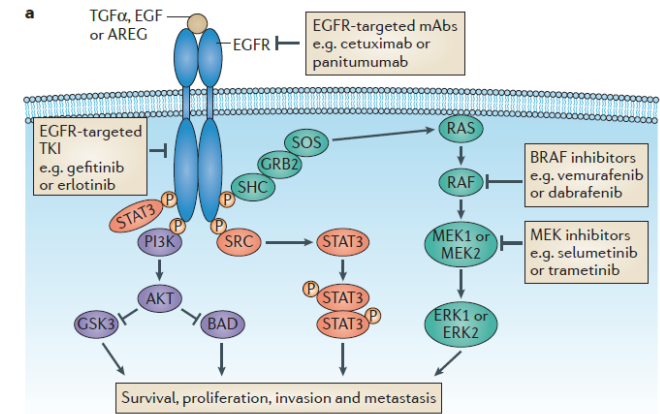 a
TGFα, EGF
or AREG
EGFR
EGFR-targeted mAbs
e.g. cetuximab or
panitumumab
EGFR-targeted
TKI
e.g. gefitinib
or erlotinib
SOS
GRB2
SHC
RAS
RAF
BRAF inhibitors
e.g. vemurafenib
or dabrafenib
MEK1 or
MEK2
MEK inhibitors
e.g. selumetinib
or trametinib
ERK1 or
ERK2
P
P
P
P
STAT3
PI3K
SRC
STAT3
AKT
GSK3
BAD
P
STAT3
STAT3
P
Survival, proliferation, invasion and metastasis